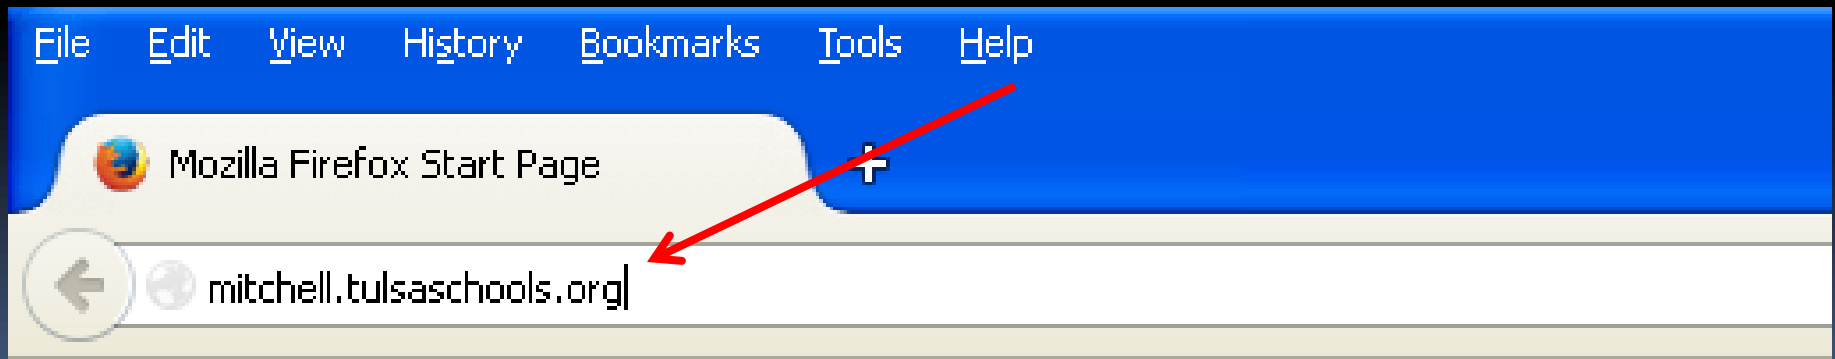 File Edit View History Bookmarks Tools Help
Mozilla Firefox Start Page
mitchell.tulsaschools.org